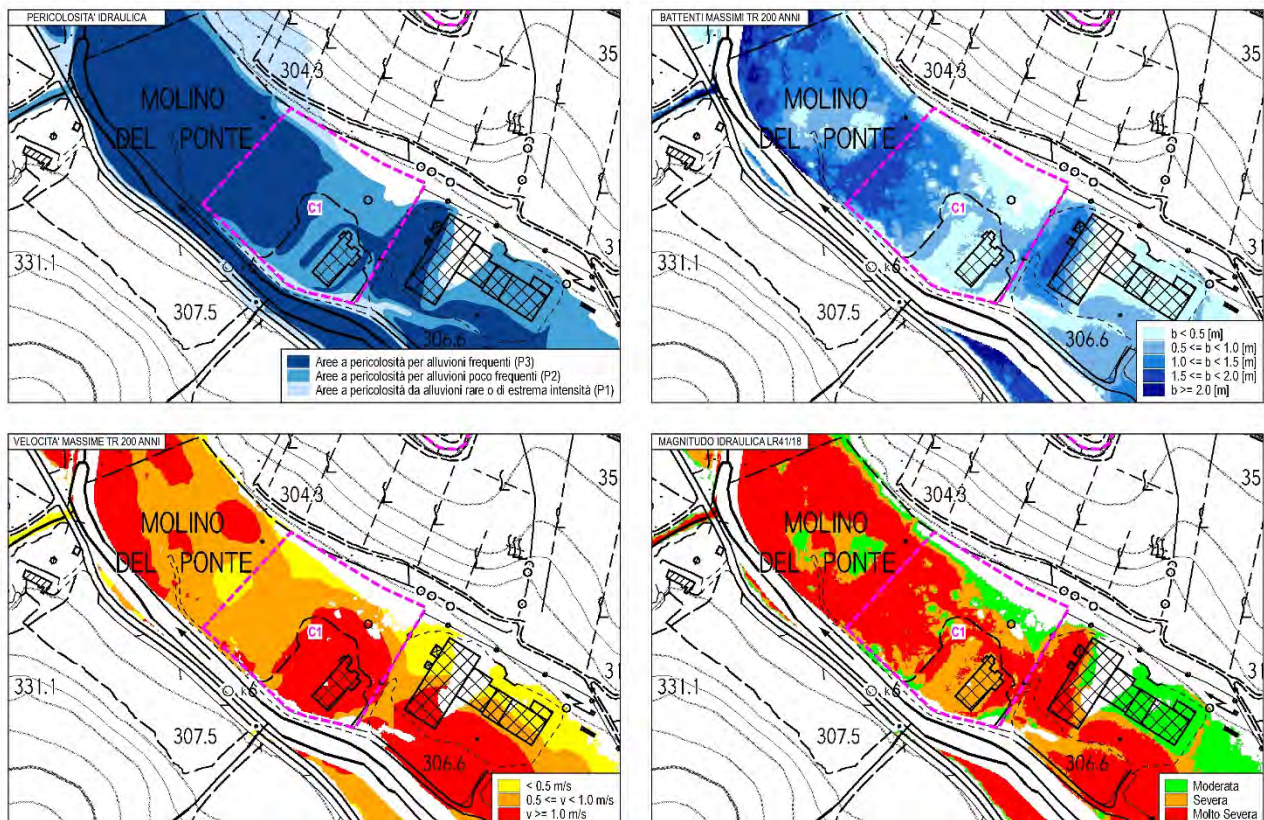 PERICOLOSITÀ IDRAULICA
304.3
35
MOLINO
DEL PONTE
C1
331.1
31
307.5
306.6
Aree a pericolosità per alluvioni frequenti (P3)
Aree a pericolosità per alluvioni poco frequenti (P2)
Aree a pericolosità da alluvioni rare o di estrema intensità (P1)
BATTENTI MASSIMI TR 200 ANNI
304.3
35
MOLINO
DEL PONTE
C1
331.1
31
307.5
306.6
b < 0.5 [m]
0.5 <= b < 1.0 [m]
1.0 <= b < 1.5 [m]
1.5 <= b < 2.0 [m]
b >= 2.0 [m]
VELOCITA' MASSIME TR 200 ANNI
304.3
35
MOLINO
DEL PONTE
C1
331.1
31
307.5
306.6
< 0.5 m/s
0.5 <= v < 1.0 m/s
v >= 1.0 m/s
MAGNITUDO IDRAULICA LR41/18
304.3
35
MOLINO
DEL PONTE
C1
331.1
31
307.5
306.6
Moderata
Severa
Molto Severa